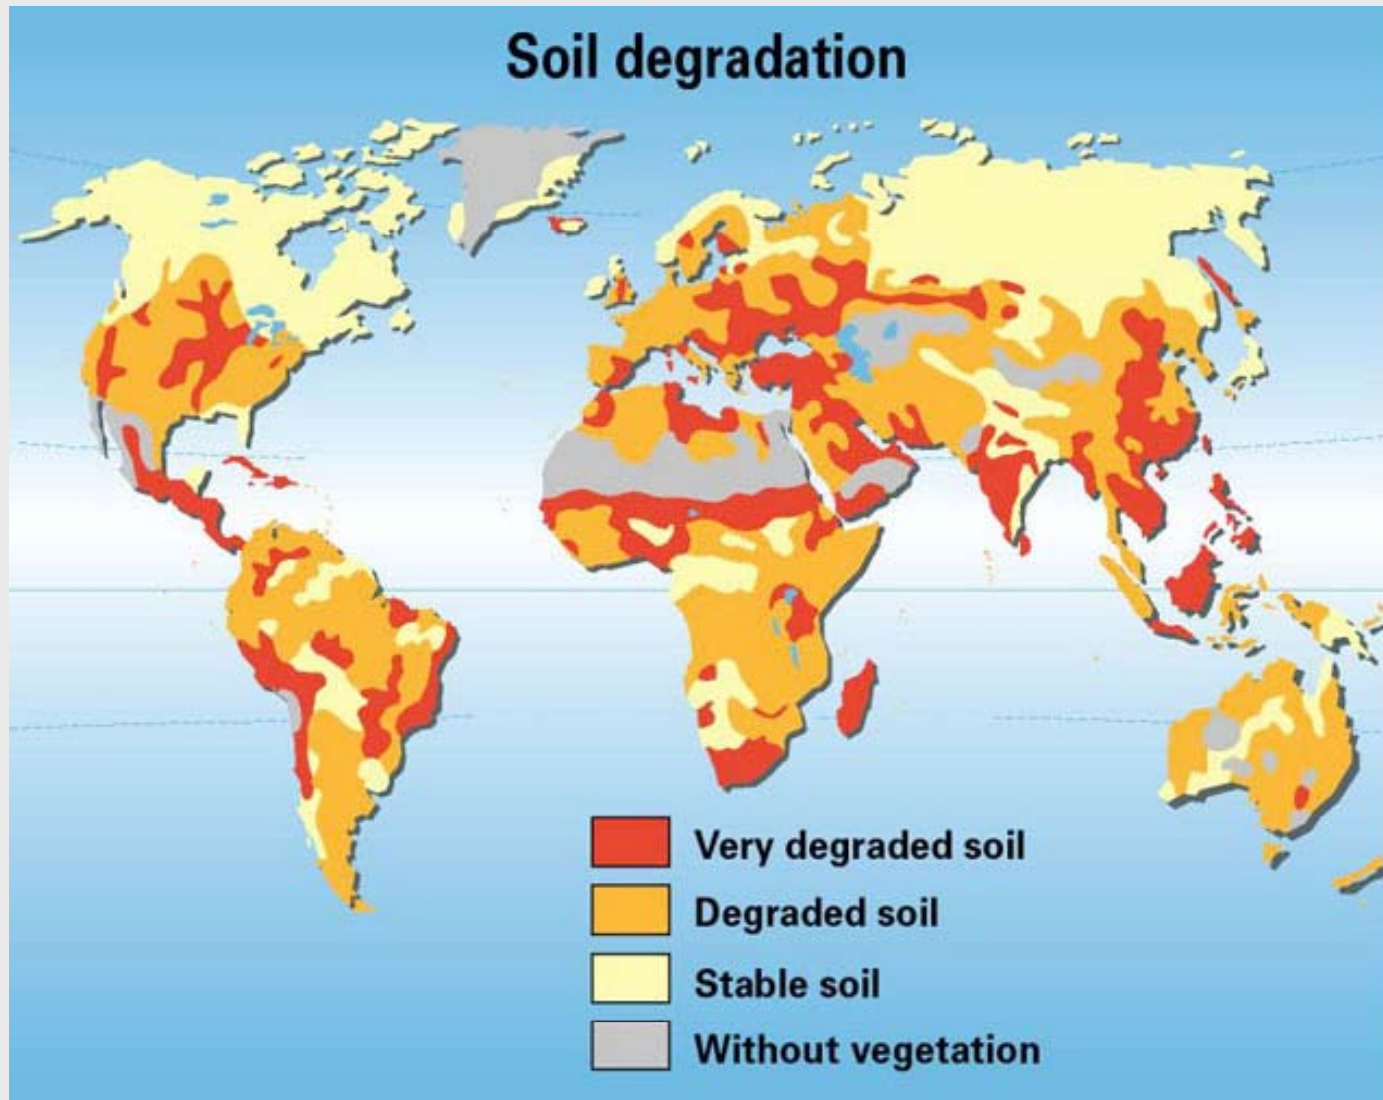 Soil degradation
Very degraded soil
Degraded soil
Stable soil
Without vegetation